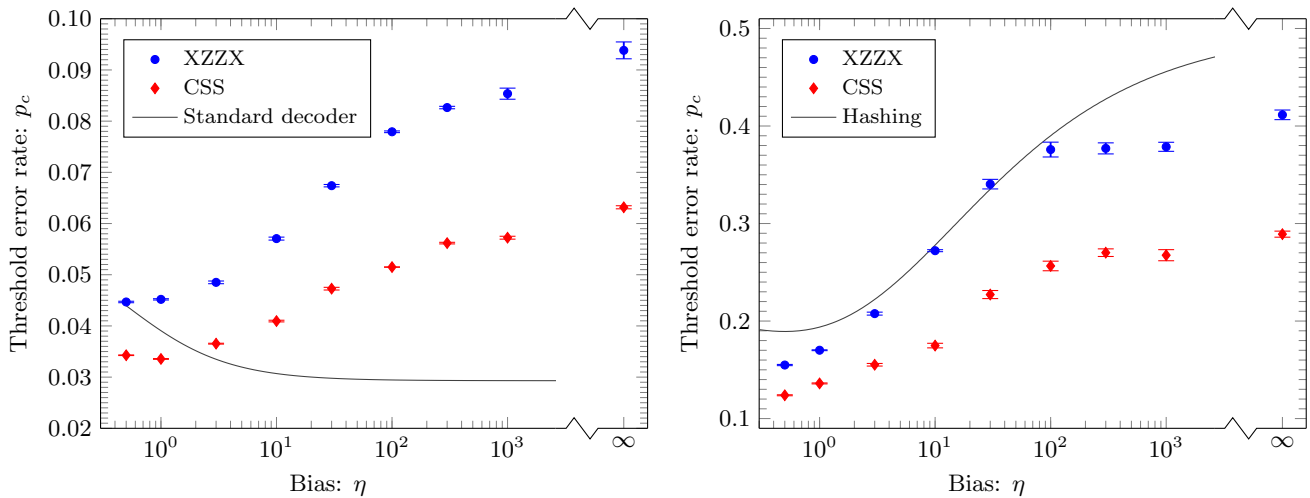 0.10
0.09
0.08
0.07
0.06
0.05
0.04
0.03
0.02
Threshold error rate: p_c
XZZX
CSS
Standard decoder
10^0
10^1
10^2
10^3
∞
Bias: η
0.5
0.4
0.3
0.2
0.1
Threshold error rate: p_c
XZZX
CSS
Hashing
10^0
10^1
10^2
10^3
∞
Bias: η